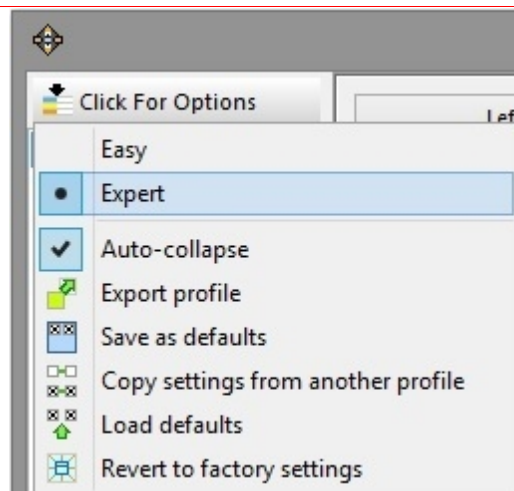 Click For Options
Lef
Easy
Expert
Auto-collapse
Export profile
Save as defaults
Copy settings from another profile
Load defaults
Revert to factory settings